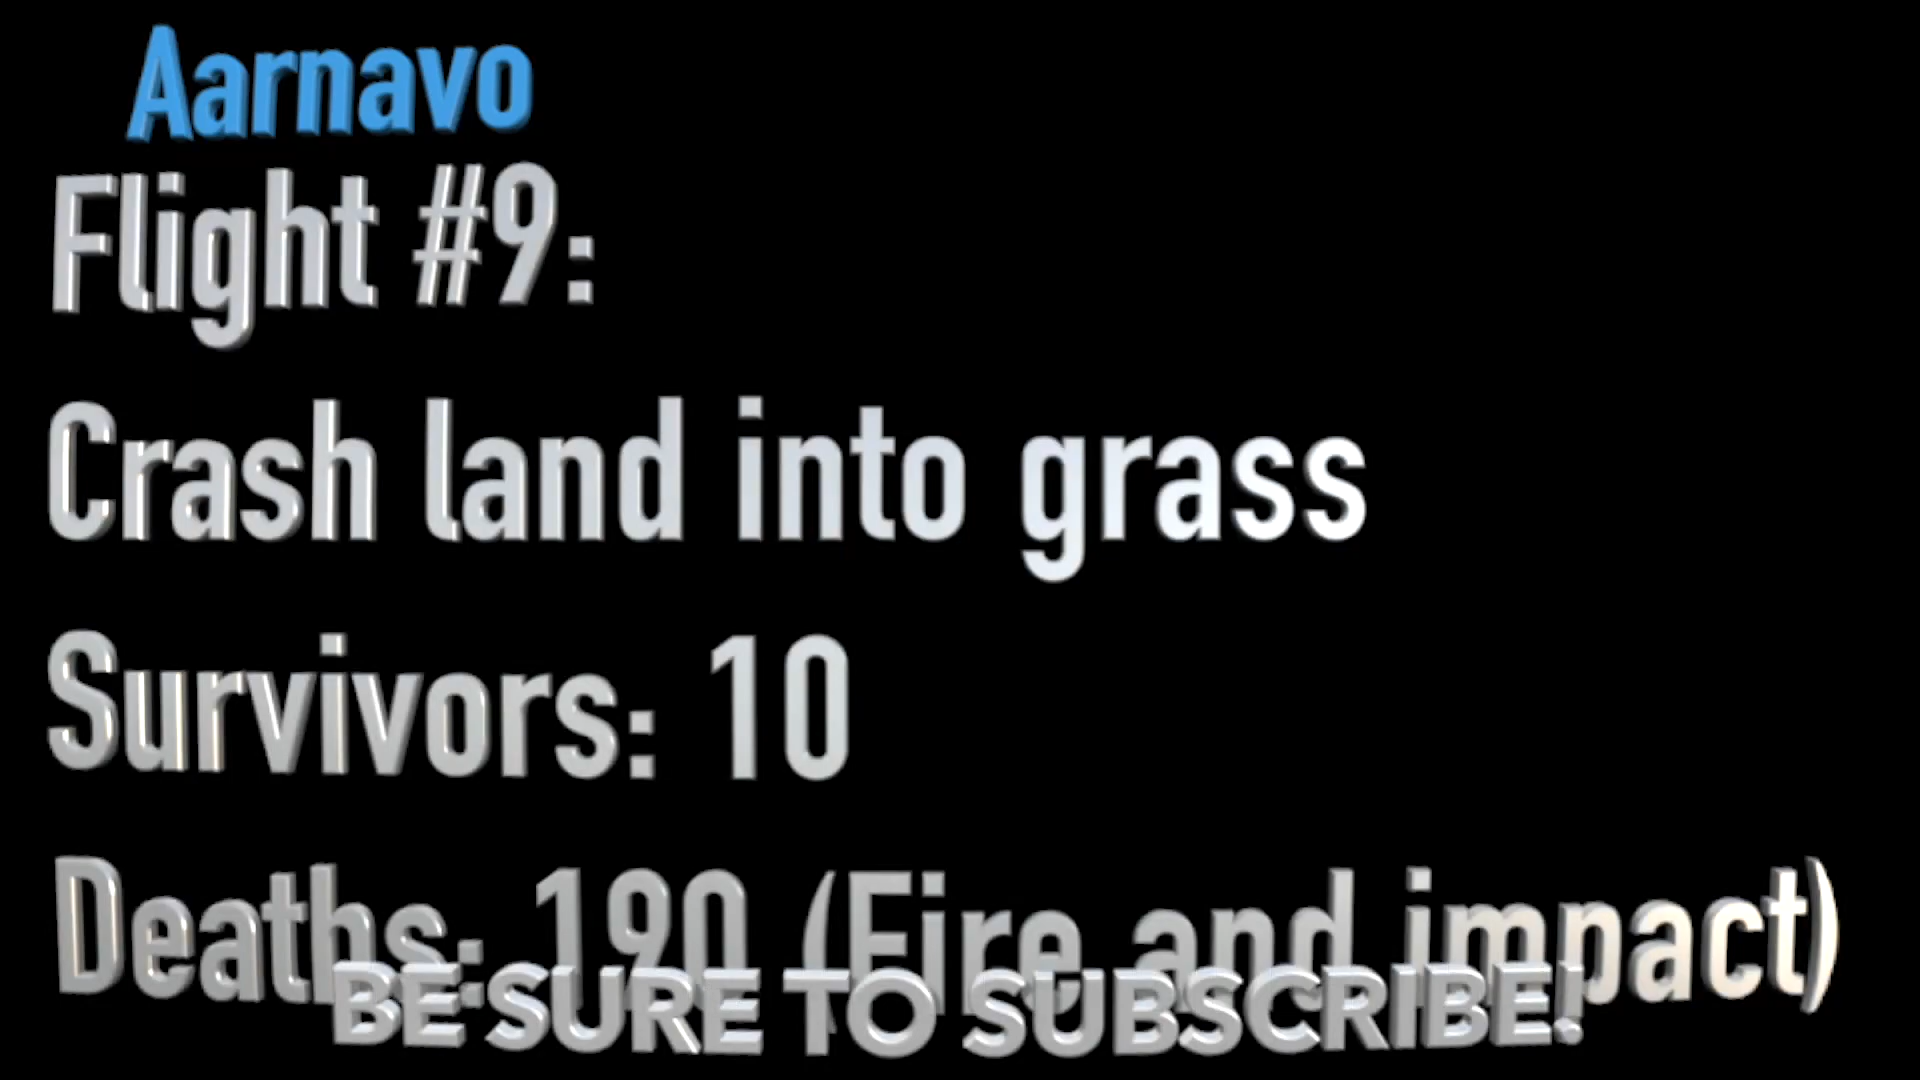 Aarnavo
Flight #9:
Crash land into grass
Survivors: 10
Deaths: 190 (Fire and impact)
BE SURE TO SUBSCRIBE!